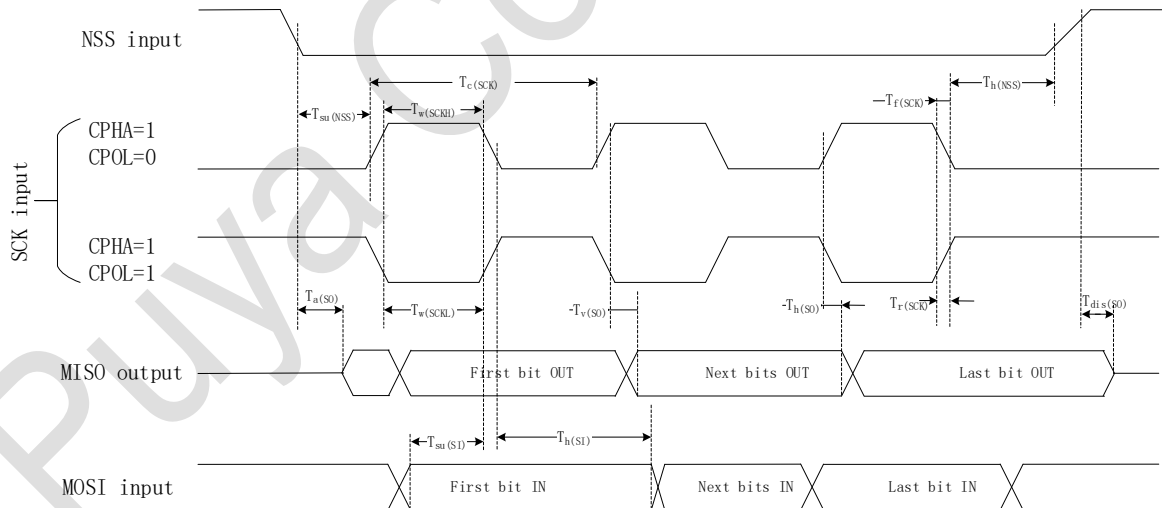 NSS input
Tc(SCK)
Th(NSS)
Tf(SCK)
Tsu(NSS)
Tw(SCKH)
CPHA=1
CPOL=0
SCK input
CPHA=1
CPOL=1
Ta(SO)
Tw(SCKL)
Tv(SO)
Th(SO)
Tr(SCK)
Tdis(SO)
MISO output
First bit OUT
Next bits OUT
Last bit OUT
Tsu(SI)
Th(SI)
MOSI input
First bit IN
Next bits IN
Last bit IN
Puya Co